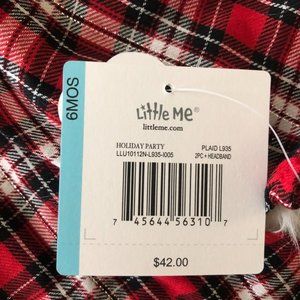 6MOS
Little Me®
littleme.com
HOLIDAY PARTY PLAID L935
LLU10112N-L935-I005 2PC + HEADBAND
7 45644 56310 7
$42.00